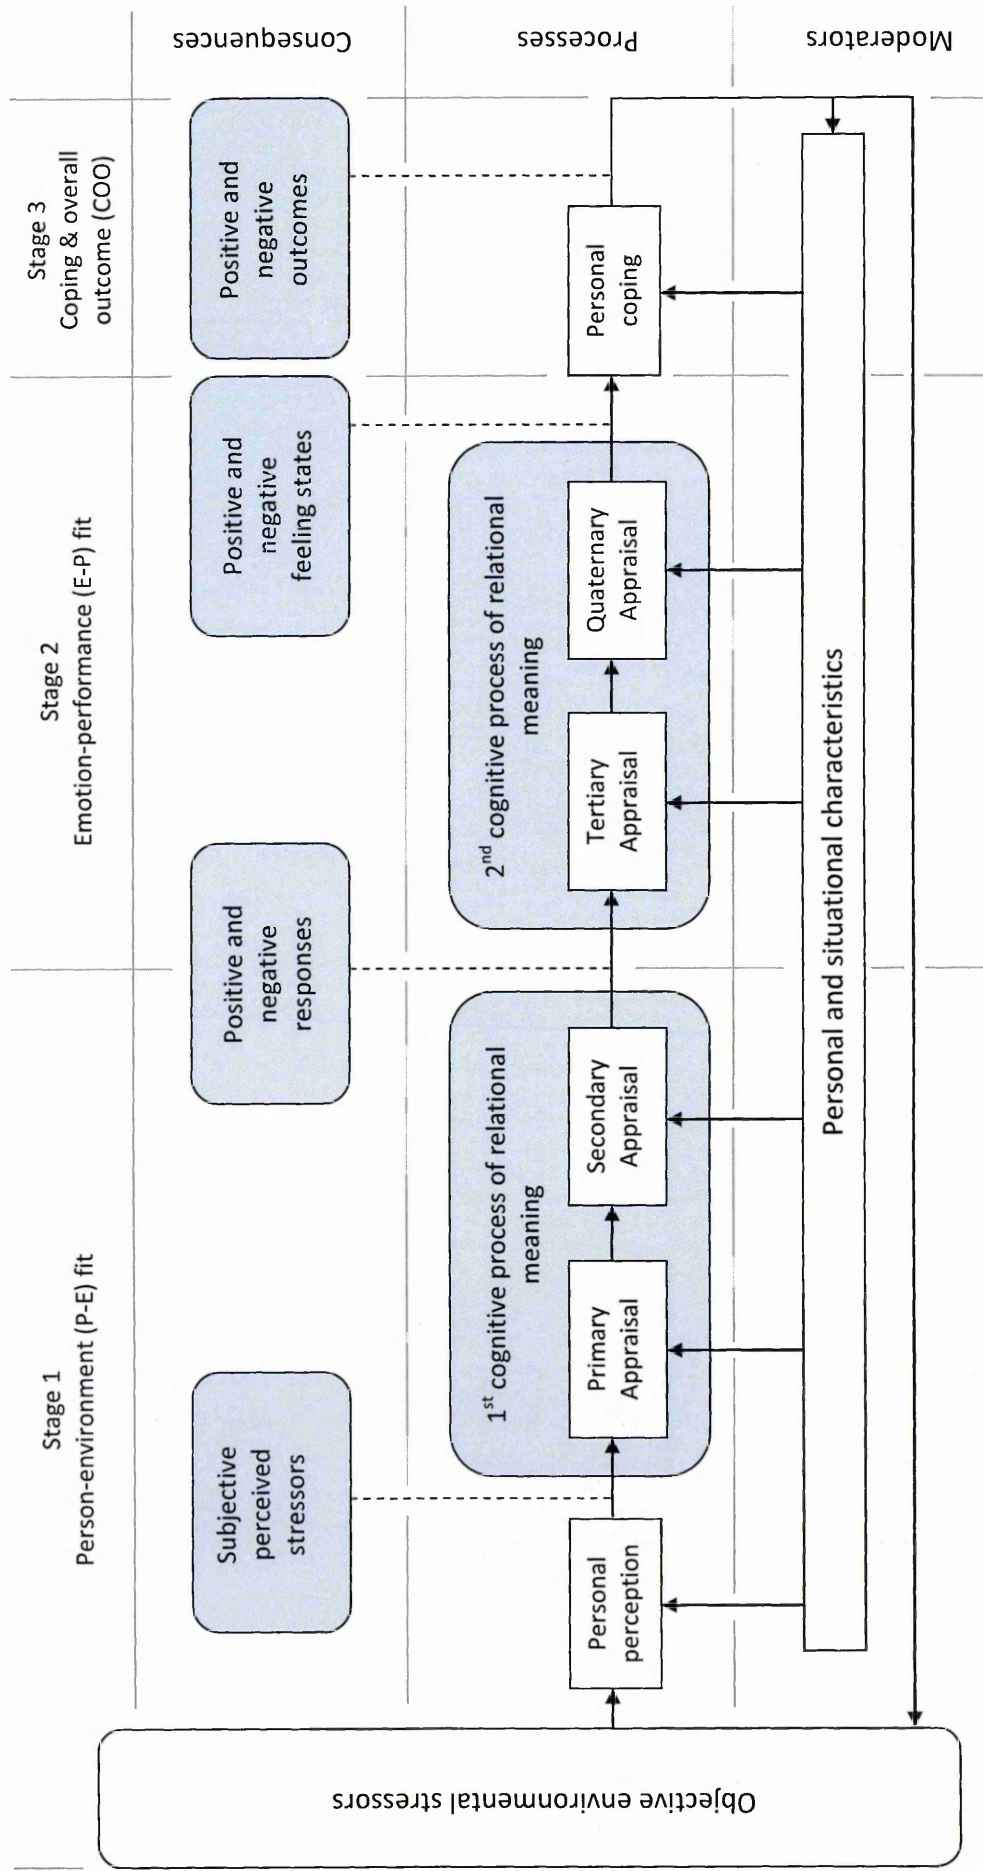 Stage 1
Person-environment (P-E) fit
Stage 2
Emotion-performance (E-P) fit
Stage 3
Coping & overall
outcome (COO)
Subjective
perceived
stressors
Positive and
negative
responses
Positive and
negative
feeling states
Positive and
negative
outcomes
Consequences
Objective environmental stressors
Personal
perception
1st cognitive process of relational
meaning
Primary
Appraisal
Secondary
Appraisal
2nd cognitive process of relational
meaning
Tertiary
Appraisal
Quaternary
Appraisal
Personal
coping
Processes
Personal and situational characteristics
Moderators